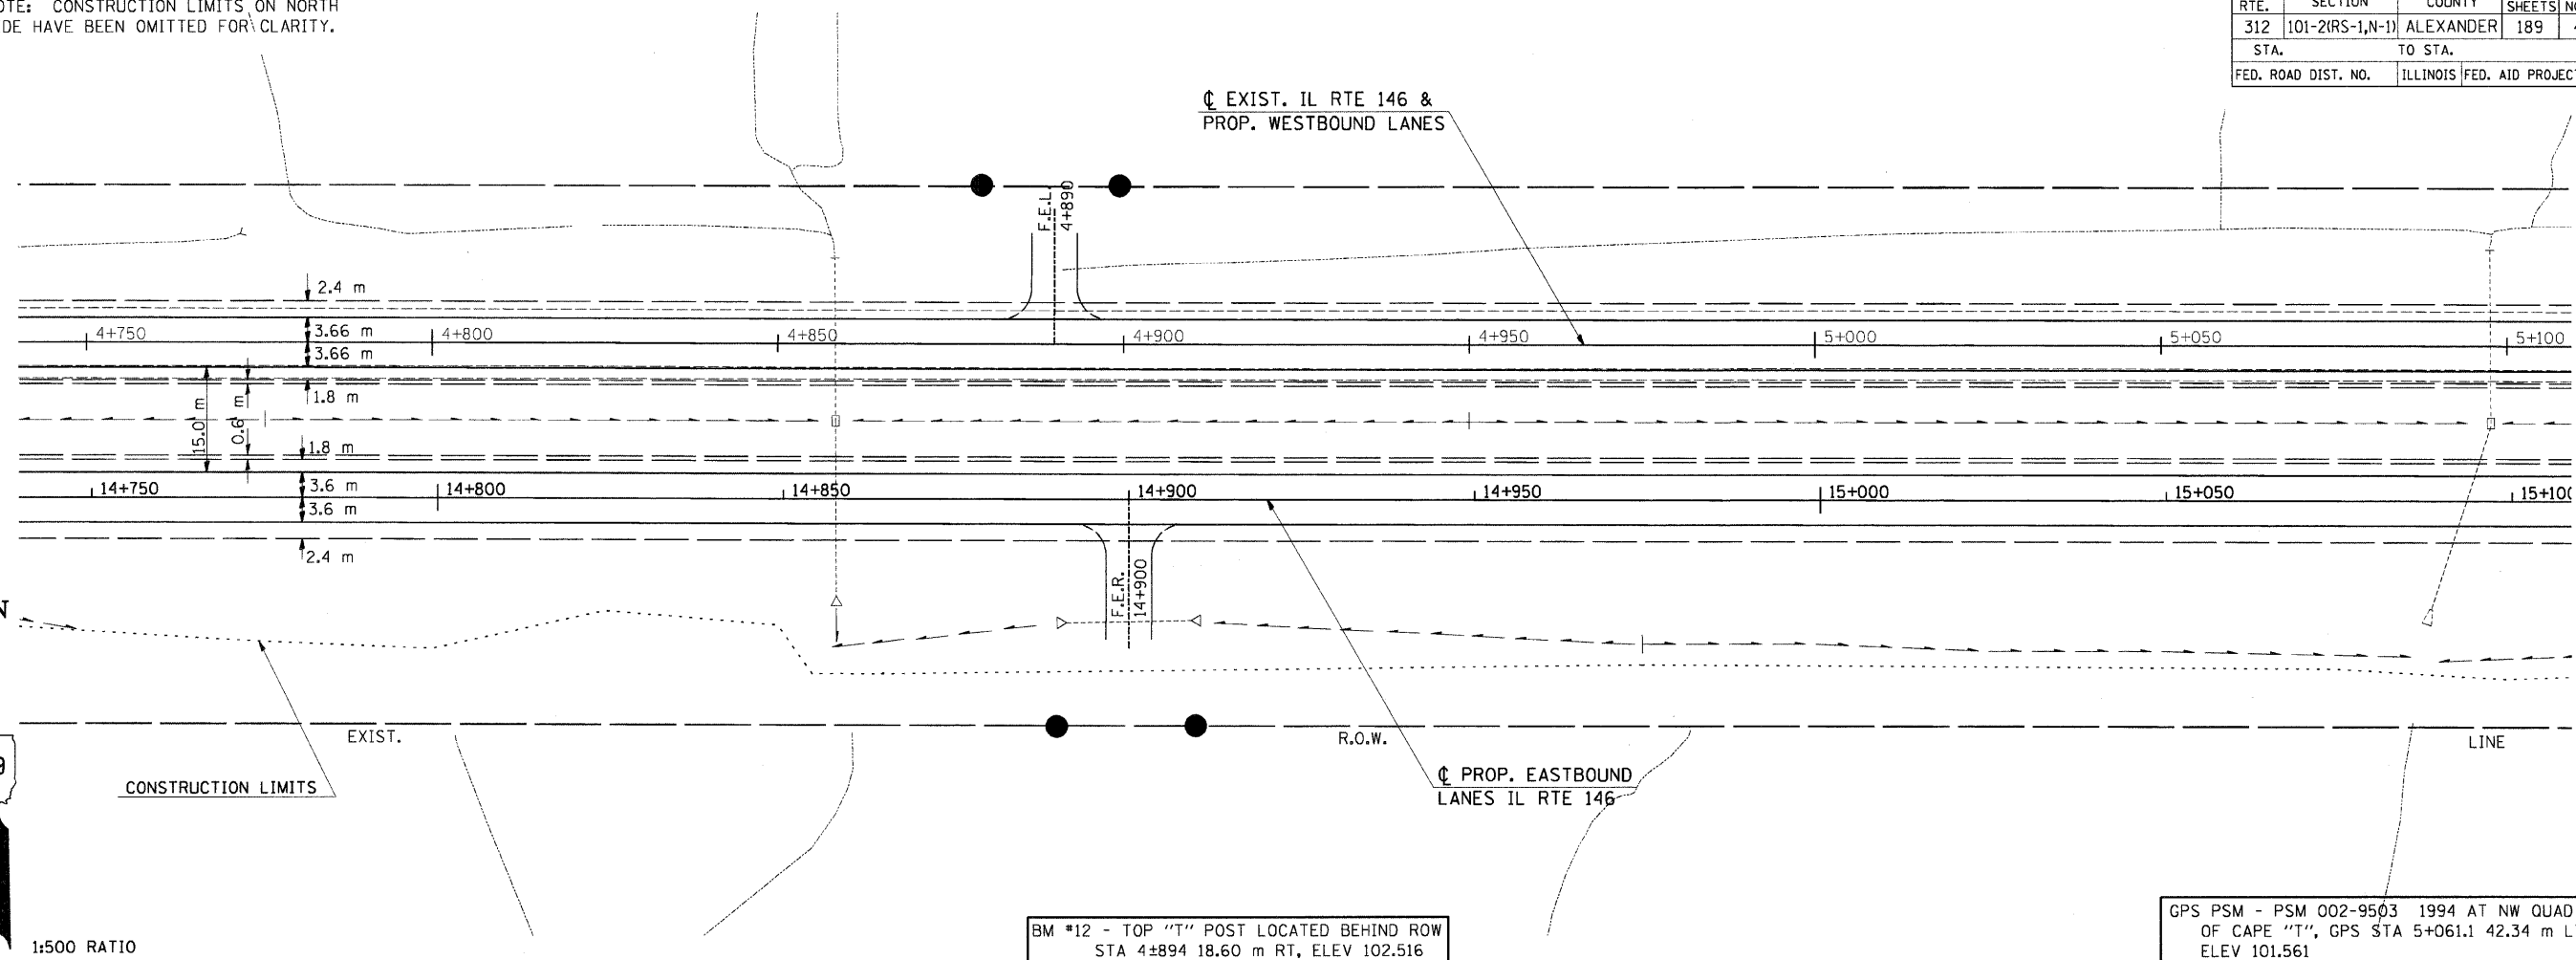 OTE: CONSTRUCTION LIMITS ON NORTH
DE HAVE BEEN OMITTED FOR CLARITY.
RTE. SECTION COUNTY SHEETS
312 101-2(RS-1,N-1) ALEXANDER 189
STA. TO STA.
FED. ROAD DIST. NO. ILLINOIS FED. AID PROJECT
℄ EXIST. IL RTE 146 &
PROP. WESTBOUND LANES
F.E.L.
4+890
2.4 m
3.66 m
4+750 4+800 4+850 4+900 4+950 5+000 5+050 5+100
3.66 m
1.8 m
15.0 m
0.6 m
1.8 m
3.6 m
14+750 14+800 14+850 14+900 14+950 15+000 15+050 15+100
3.6 m
2.4 m
F.E.R.
14+900
N
EXIST. R.O.W. LINE
9
CONSTRUCTION LIMITS
℄ PROP. EASTBOUND
LANES IL RTE 146
1:500 RATIO
BM #12 - TOP "T" POST LOCATED BEHIND ROW
STA 4±894 18.60 m RT, ELEV 102.516
GPS PSM - PSM 002-9503 1994 AT NW QUAD
OF CAPE "T", GPS STA 5+061.1 42.34 m L
ELEV 101.561